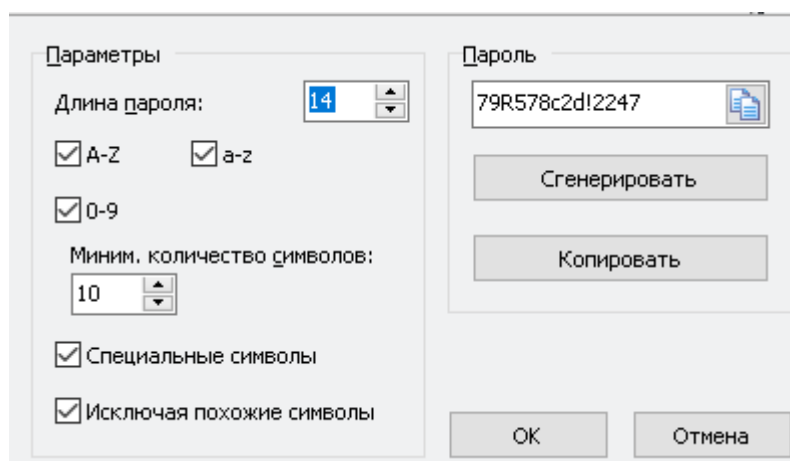 Параметры
Длина пароля:
14
A-Z
a-z
0-9
Миним. количество символов:
10
Специальные символы
Исключая похожие символы
Пароль
79R578c2d!2247
Сгенерировать
Копировать
OK
Отмена